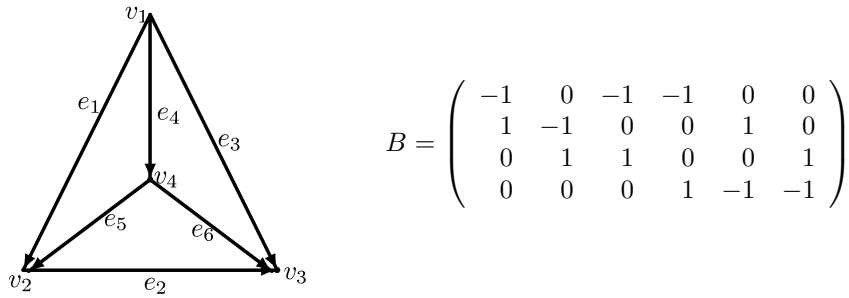 v₁
e₁
e₄
e₃
v₄
e₅
e₆
v₂
e₂
v₃
B =
−1 0 −1 −1 0 0
1 −1 0 0 1 0
0 1 1 0 0 1
0 0 0 1 −1 −1